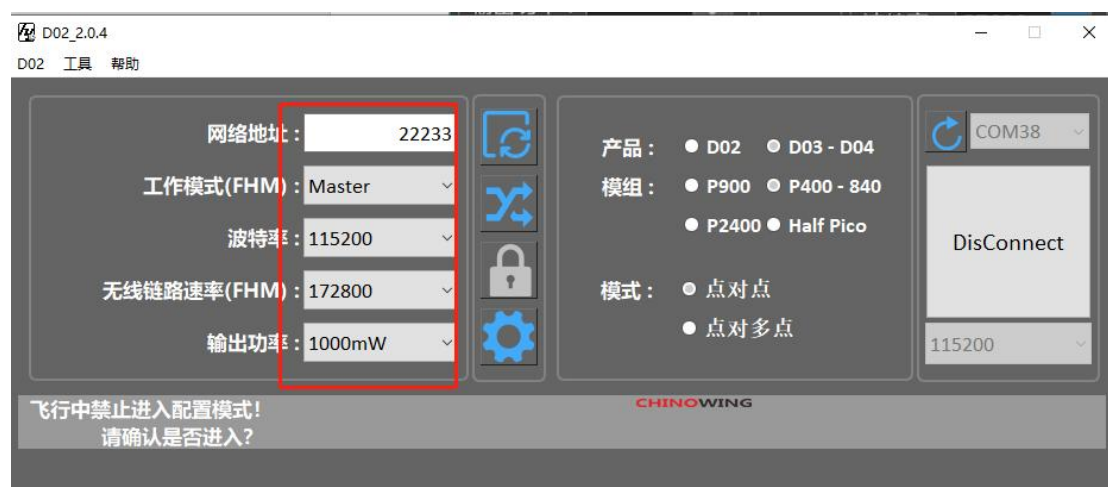 D02_2.0.4
D02 工具 帮助
网络地址: 22233
工作模式(FHM): Master
波特率: 115200
无线链路速率(FHM): 172800
输出功率: 1000mW
产品: D02 D03 - D04
模组: P900 P400 - 840
P2400 Half Pico
模式: 点对点
点对多点
COM38
DisConnect
115200
飞行中禁止进入配置模式!
请确认是否进入?
CHINOWING